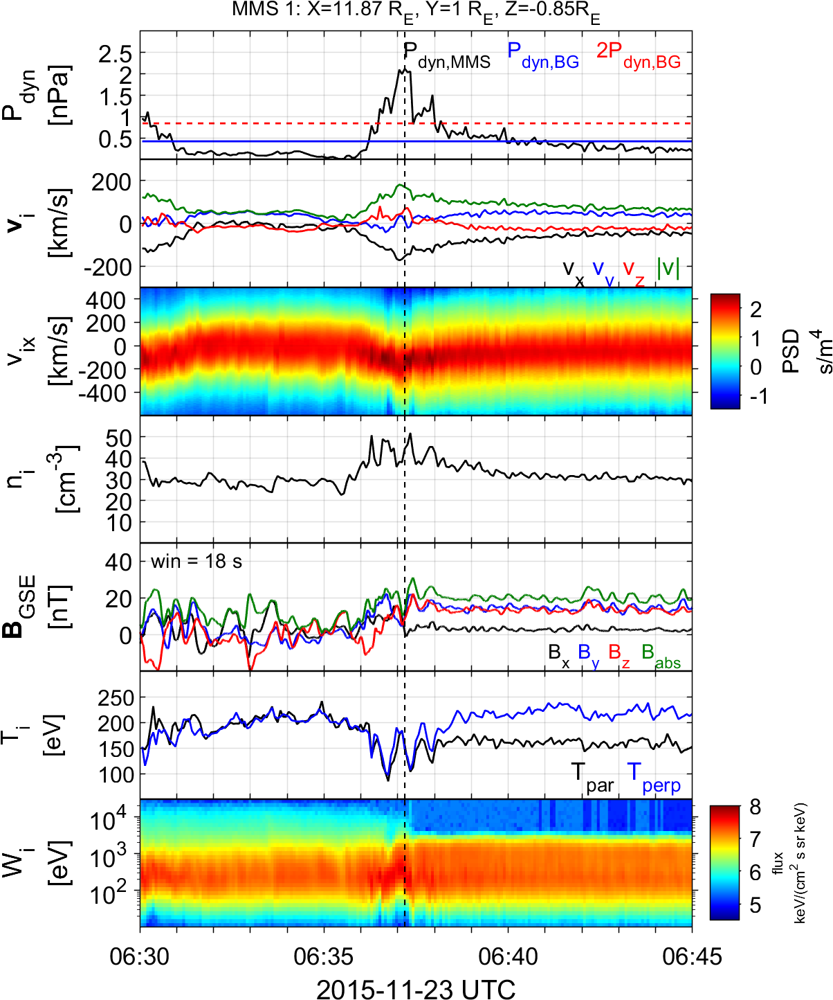 MMS 1: X=11.87 R_E, Y=1 R_E, Z=-0.85R_E
P_dyn [nPa]
2.5
2
1.5
1
0.5
P_dyn,MMS P_dyn,BG 2P_dyn,BG
v_i [km/s]
200
0
-200
v_x v_y v_z |v|
v_ix [km/s]
400
200
0
-200
-400
2
1
0
-1
PSD s/m^4
n_i [cm^-3]
50
40
30
20
10
B_GSE [nT]
40
20
0
win = 18 s
B_x B_y B_z B_abs
T_i [eV]
250
200
150
100
T_par T_perp
W_i [eV]
10^4
10^3
10^2
8
7
6
5
flux keV/(cm^2 s sr keV)
06:30 06:35 06:40 06:45
2015-11-23 UTC